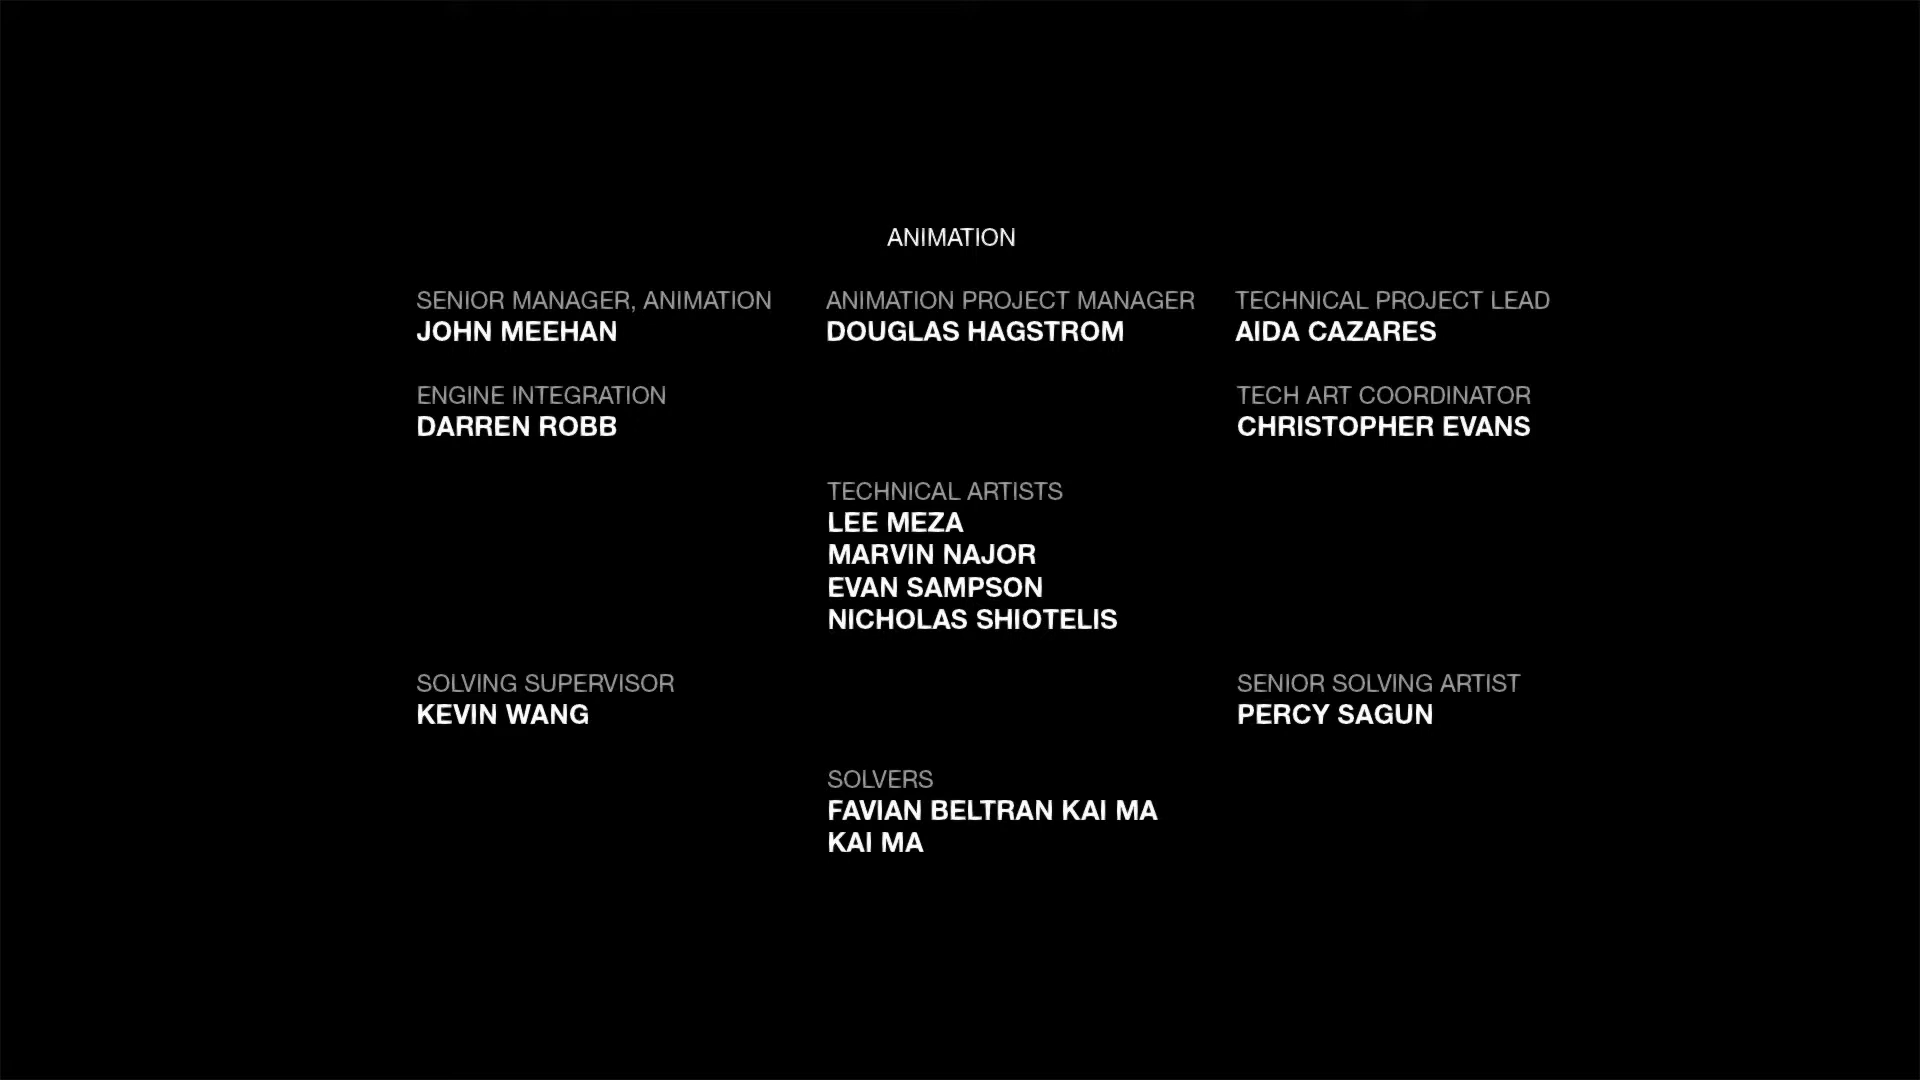 ANIMATION
SENIOR MANAGER, ANIMATION
JOHN MEEHAN
ANIMATION PROJECT MANAGER
DOUGLAS HAGSTROM
TECHNICAL PROJECT LEAD
AIDA CAZARES
ENGINE INTEGRATION
DARREN ROBB
TECH ART COORDINATOR
CHRISTOPHER EVANS
TECHNICAL ARTISTS
LEE MEZA
MARVIN NAJOR
EVAN SAMPSON
NICHOLAS SHIOTELIS
SOLVING SUPERVISOR
KEVIN WANG
SENIOR SOLVING ARTIST
PERCY SAGUN
SOLVERS
FAVIAN BELTRAN KAI MA
KAI MA